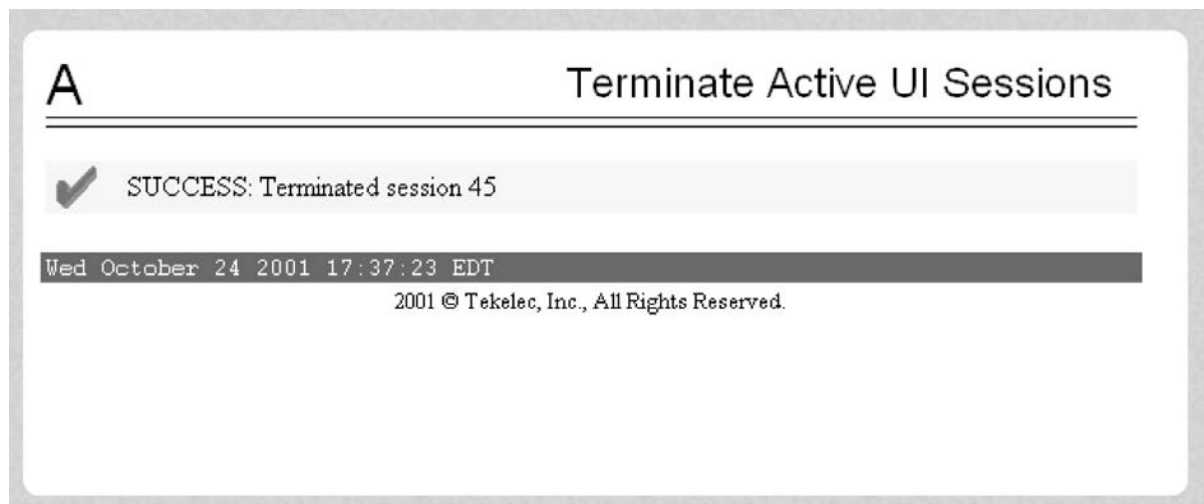 A
Terminate Active UI Sessions
SUCCESS: Terminated session 45
Wed October 24 2001 17:37:23 EDT
2001 © Tekelec, Inc., All Rights Reserved.